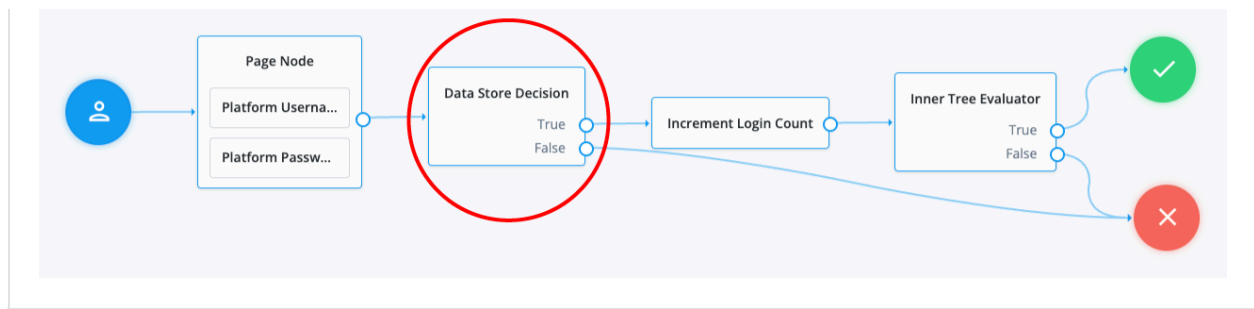 Page Node
Platform Userna...
Platform Passw...
Data Store Decision
True
False
Increment Login Count
Inner Tree Evaluator
True
False